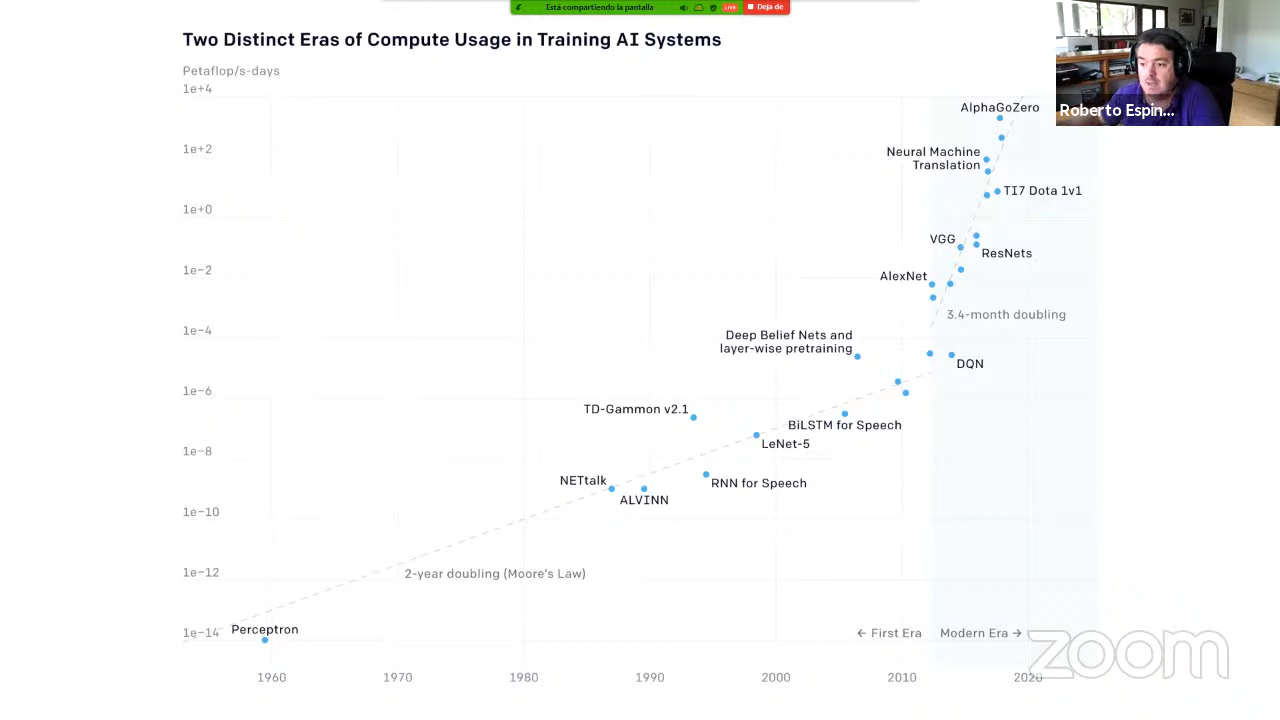 Está compartiendo la pantalla
LIVE
Deja de
Two Distinct Eras of Compute Usage in Training AI Systems
Petaflop/s-days
1e+4
1e+2
1e+0
1e-2
1e-4
1e-6
1e-8
1e-10
1e-12
1e-14
AlphaGoZero
Neural Machine
Translation
TI7 Dota 1v1
VGG
ResNets
AlexNet
3.4-month doubling
Deep Belief Nets and
layer-wise pretraining
DQN
TD-Gammon v2.1
BiLSTM for Speech
LeNet-5
NETtalk
RNN for Speech
ALVINN
2-year doubling (Moore's Law)
Perceptron
← First Era
Modern Era →
1960
1970
1980
1990
2000
2010
2020
Roberto Espin...
zoom